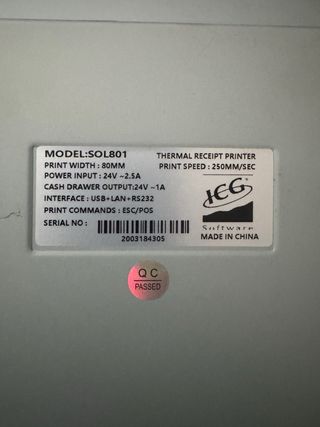 MODEL:SOL801 THERMAL RECEIPT PRINTER
PRINT WIDTH : 80MM PRINT SPEED : 250MM/SEC
POWER INPUT : 24V ~2.5A
CASH DRAWER OUTPUT:24V ~1A
INTERFACE : USB+LAN+RS232
PRINT COMMANDS : ESC/POS
SERIAL NO :
2003184305
ICG
Software
MADE IN CHINA
QC
PASSED